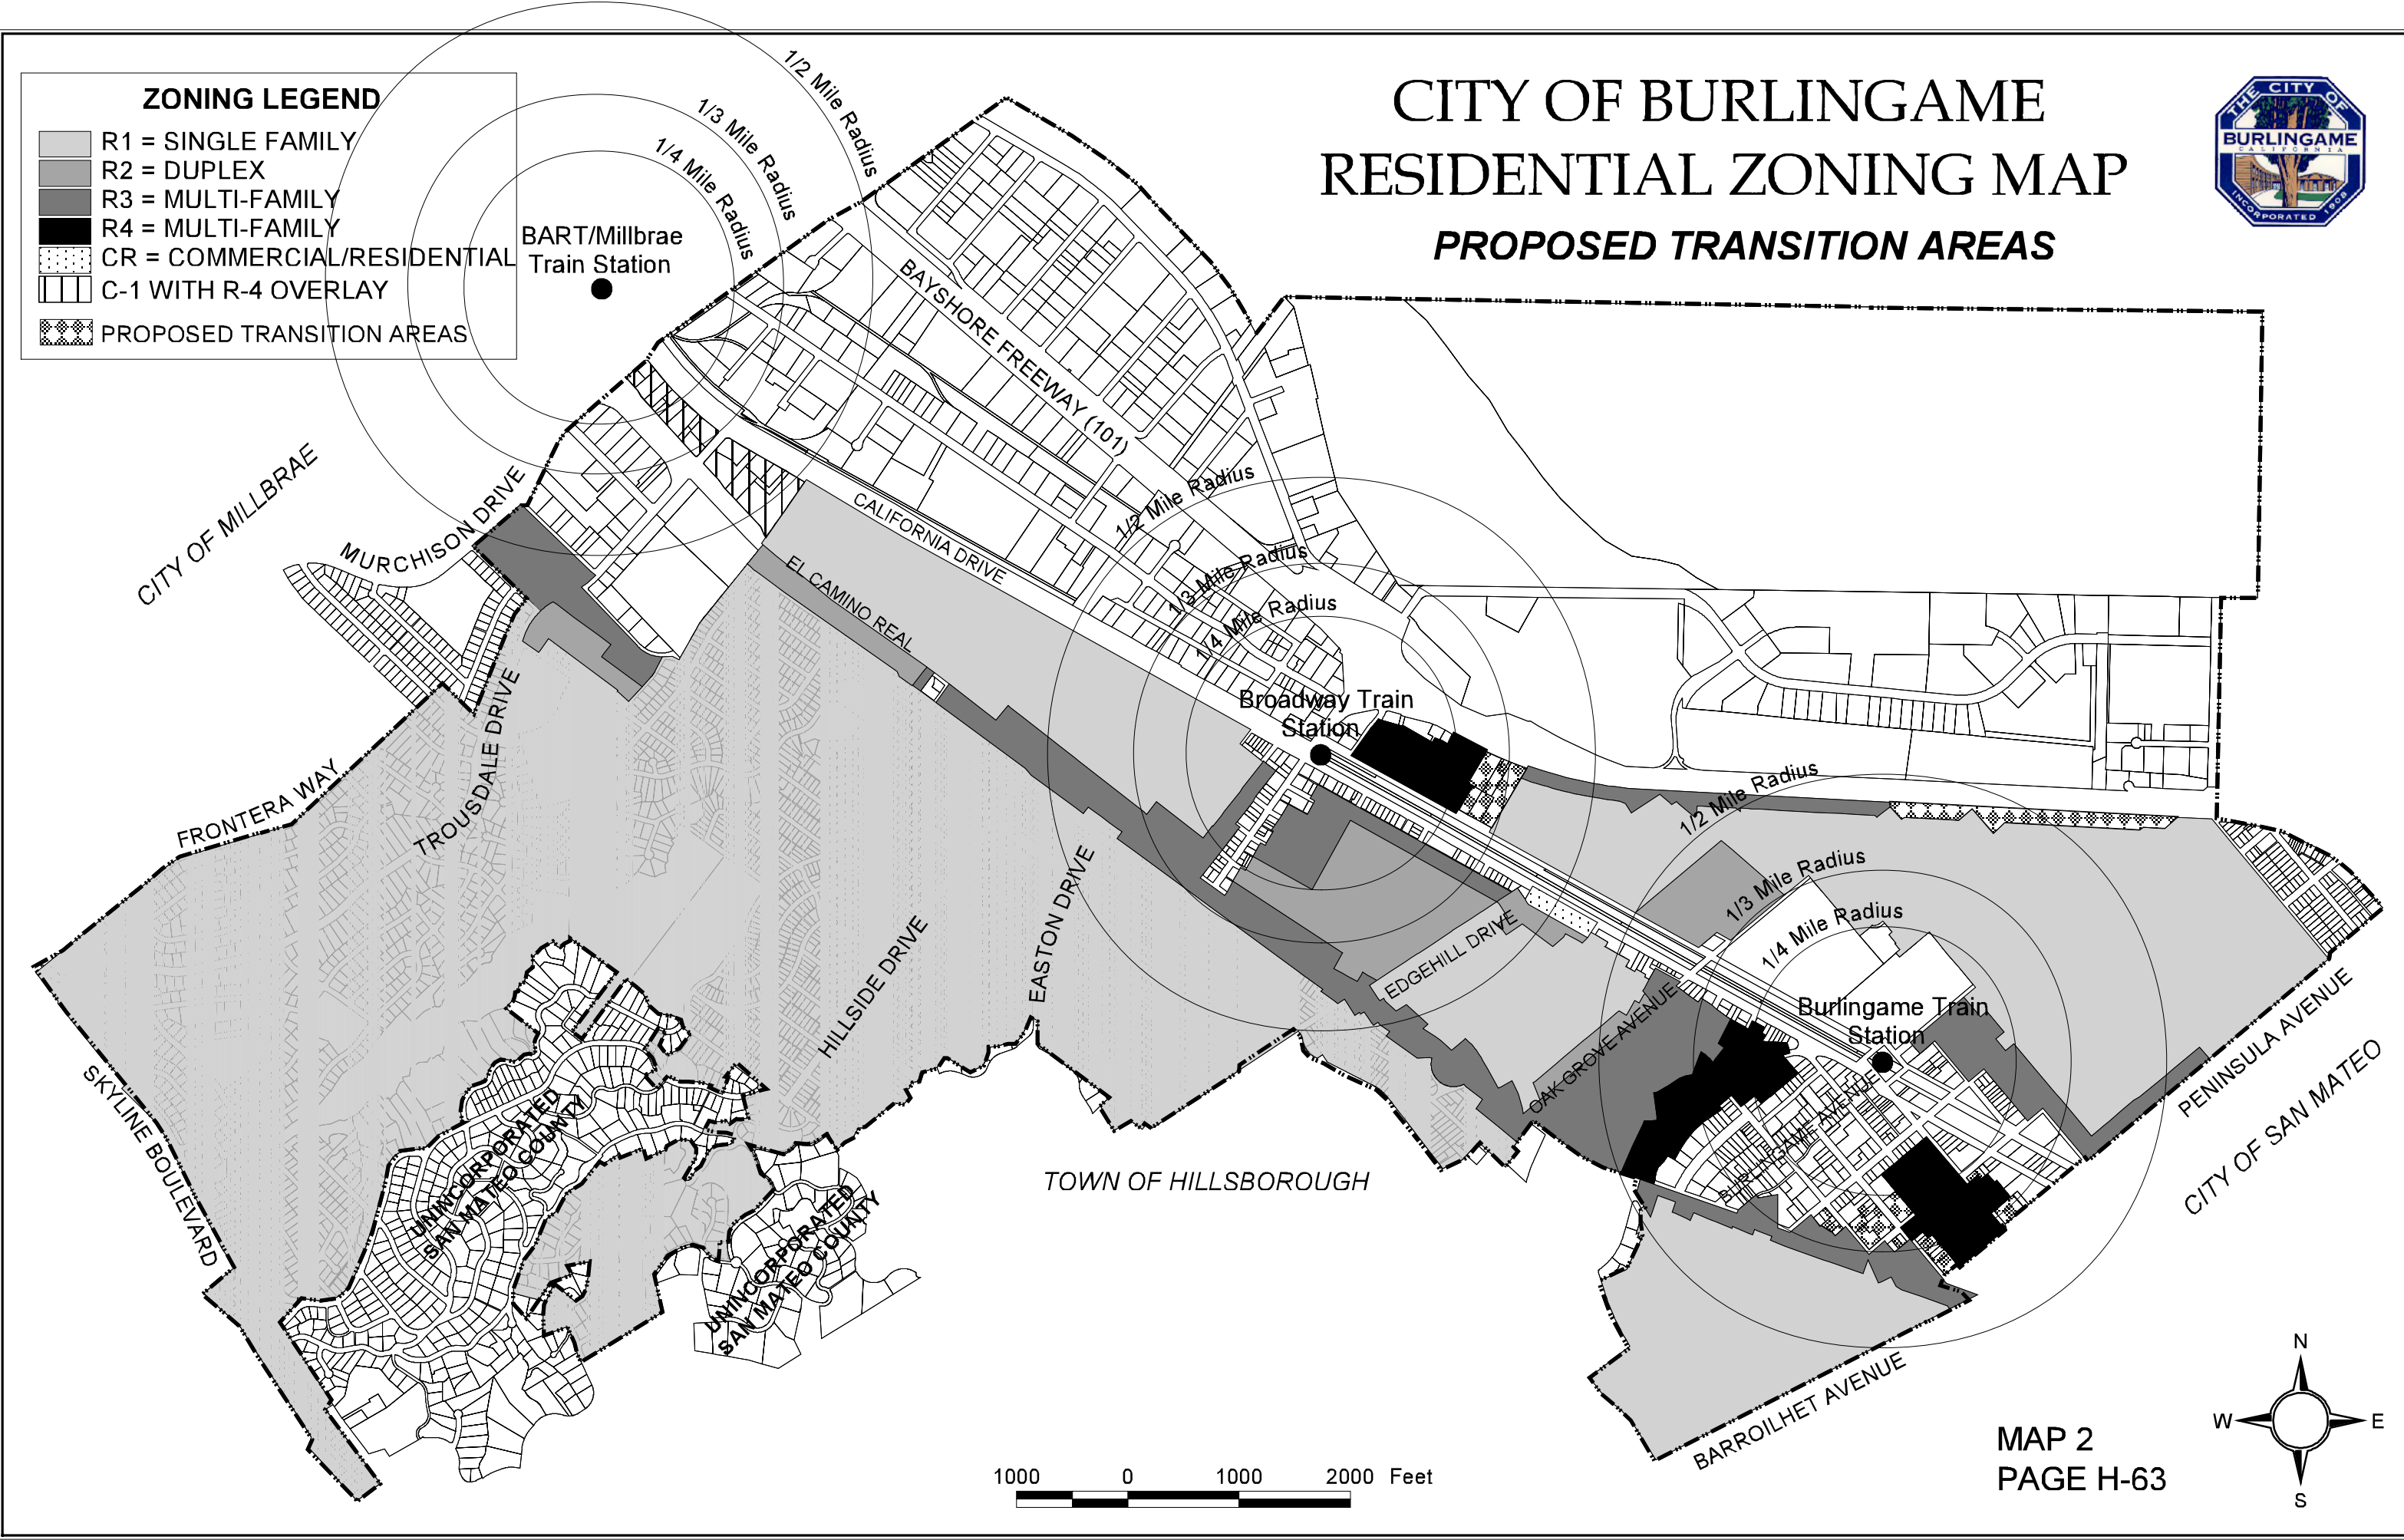 CITY OF BURLINGAME
RESIDENTIAL ZONING MAP
PROPOSED TRANSITION AREAS
THE CITY OF
BURLINGAME
CALIFORNIA
INCORPORATED 1908
ZONING LEGEND
R1 = SINGLE FAMILY
R2 = DUPLEX
R3 = MULTI-FAMILY
R4 = MULTI-FAMILY
CR = COMMERCIAL/RESIDENTIAL
C-1 WITH R-4 OVERLAY
PROPOSED TRANSITION AREAS
1/2 Mile Radius
1/3 Mile Radius
1/4 Mile Radius
BART/Millbrae
Train Station
BAYSHORE FREEWAY (101)
CITY OF MILLBRAE
MURCHISON DRIVE
CALIFORNIA DRIVE
EL CAMINO REAL
1/2 Mile Radius
1/3 Mile Radius
1/4 Mile Radius
Broadway Train
Station
FRONTERA WAY
TROUSDALE DRIVE
HILLSIDE DRIVE
EASTON DRIVE
EDGEHILL DRIVE
OAK GROVE AVENUE
1/2 Mile Radius
1/3 Mile Radius
1/4 Mile Radius
Burlingame Train
Station
BURLINGAME AVENUE
PENINSULA AVENUE
CITY OF SAN MATEO
SKYLINE BOULEVARD
UNINCORPORATED
SAN MATEO COUNTY
UNINCORPORATED
SAN MATEO COUNTY
TOWN OF HILLSBOROUGH
BARROILHET AVENUE
1000 0 1000 2000 Feet
MAP 2
PAGE H-63
N
W E
S